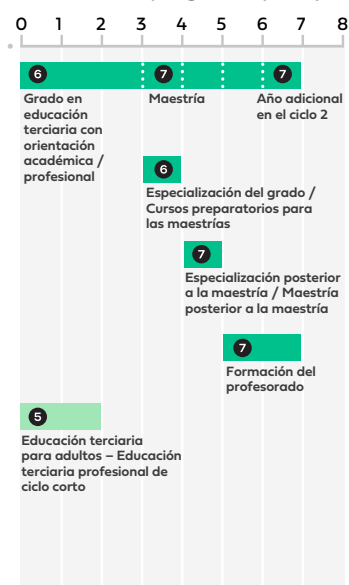 0 1 2 3 4 5 6 7 8
6 7 7
Grado en
educación
terciaria con
orientación
académica /
profesional
Maestría
Año adicional
en el ciclo 2
6
Especialización del grado /
Cursos preparatorios para
las maestrías
7
Especialización posterior
a la maestría / Maestría
posterior a la maestría
7
Formación del
profesorado
5
Educación terciaria
para adultos – Educación
terciaria profesional de
ciclo corto